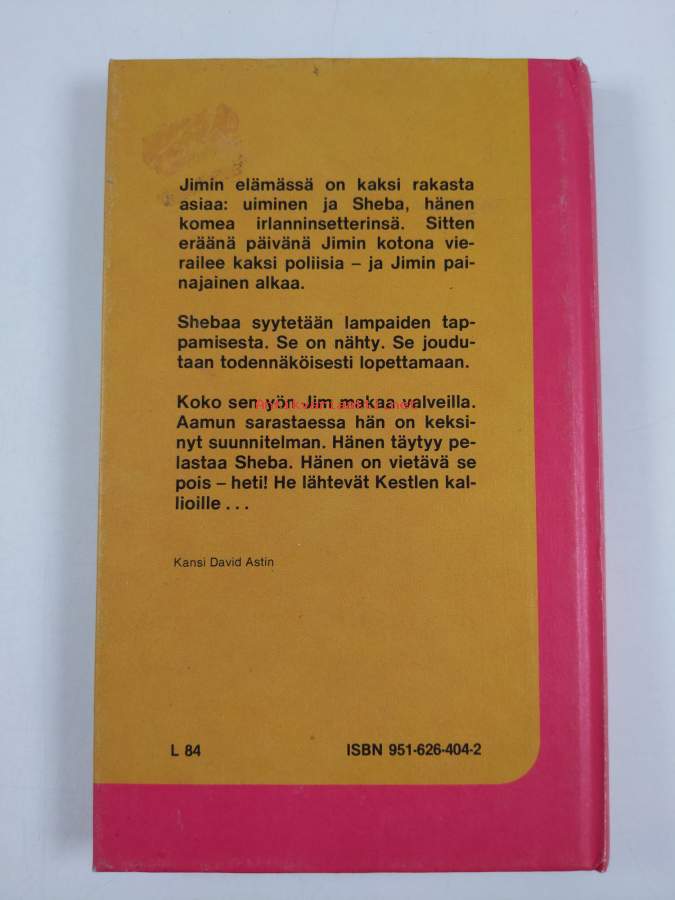 Jimin elämässä on kaksi rakasta
asiaa: uiminen ja Sheba, hänen
komea irlanninsetterinsä. Sitten
eräänä päivänä Jimin kotona vie-
railee kaksi poliisia – ja Jimin pai-
najainen alkaa.
Shebaa syytetään lampaiden tap-
pamisesta. Se on nähty. Se joudu-
taan todennäköisesti lopettamaan.
Koko sen yön Jim makaa valveilla.
Aamun sarastaessa hän on keksi-
nyt suunnitelman. Hänen täytyy pe-
lastaa Sheba. Hänen on vietävä se
pois – heti! He lähtevät Kestlen kal-
lioille . . .
Kansi David Astin
L 84 ISBN 951-626-404-2